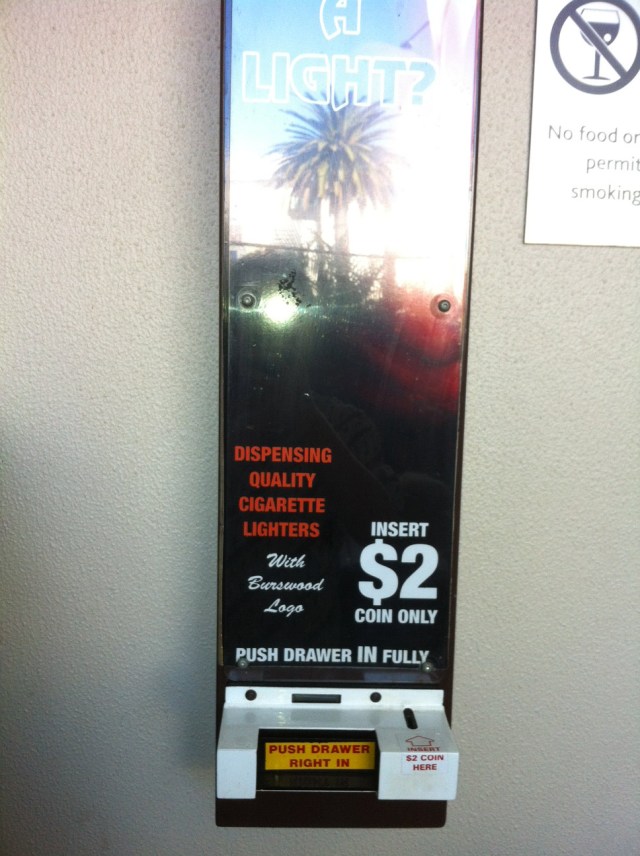 A
LIGHT?
DISPENSING
QUALITY
CIGARETTE
LIGHTERS
With
Burswood
Logo
INSERT
$2
COIN ONLY
PUSH DRAWER IN FULLY
PUSH DRAWER
RIGHT IN
INSERT
$2 COIN
HERE
No food or
permit
smoking